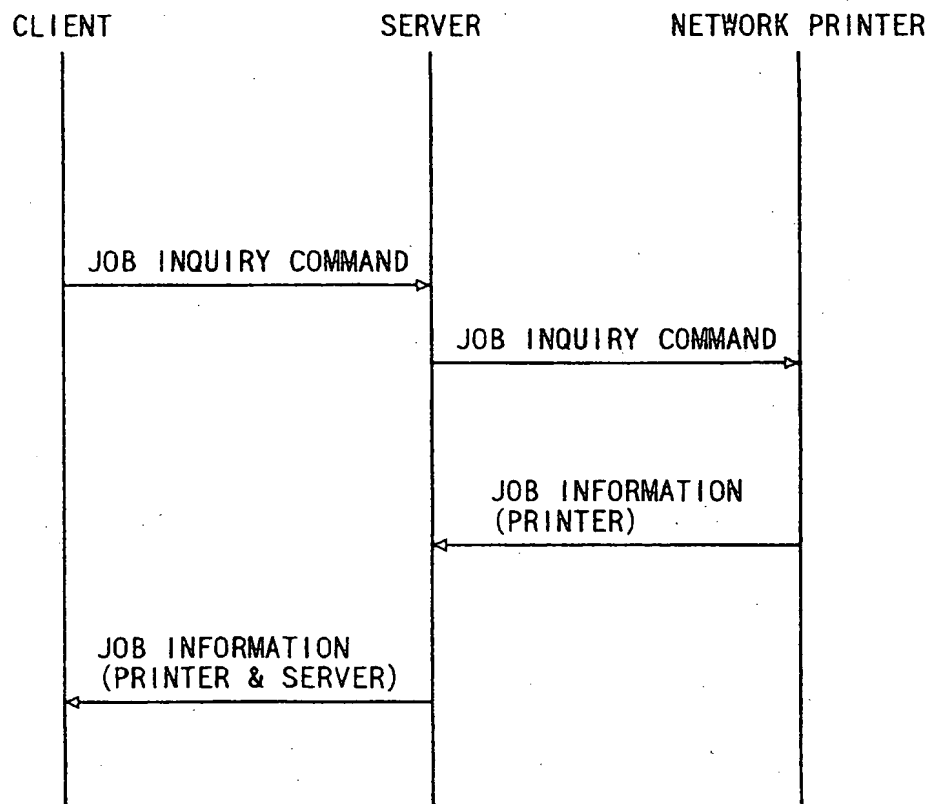 CLIENT
SERVER
NETWORK PRINTER
JOB INQUIRY COMMAND
JOB INQUIRY COMMAND
JOB INFORMATION
(PRINTER)
JOB INFORMATION
(PRINTER & SERVER)